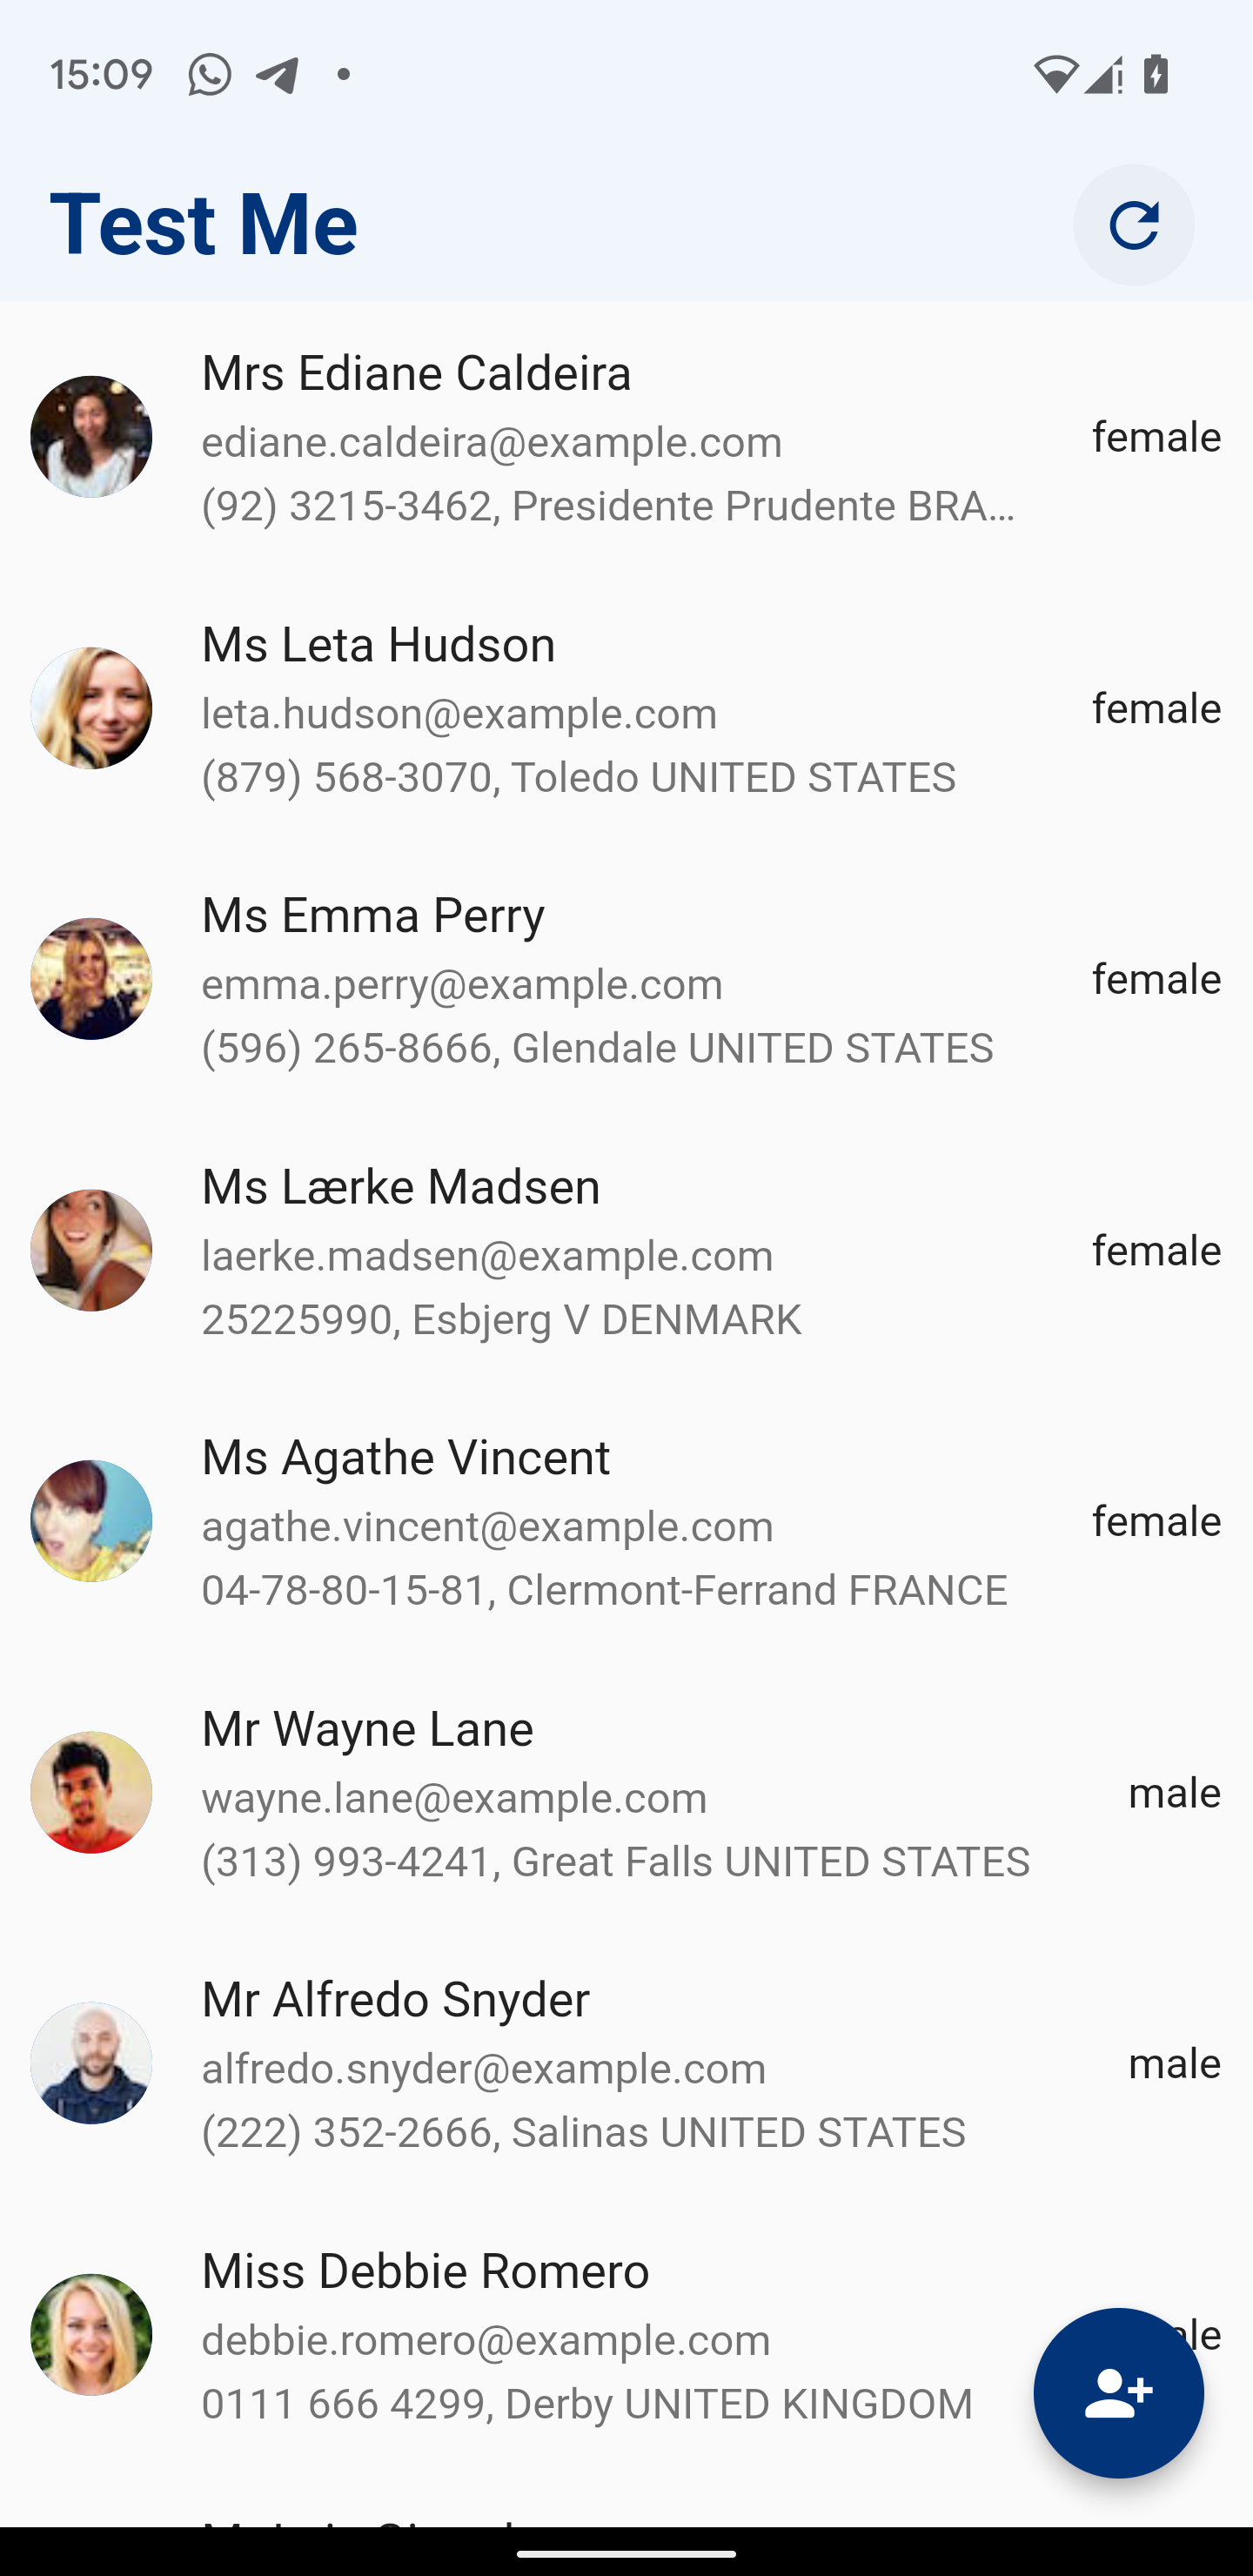 15:09
Test Me
Mrs Ediane Caldeira
ediane.caldeira@example.com
female
(92) 3215-3462, Presidente Prudente BRA...
Ms Leta Hudson
leta.hudson@example.com
female
(879) 568-3070, Toledo UNITED STATES
Ms Emma Perry
emma.perry@example.com
female
(596) 265-8666, Glendale UNITED STATES
Ms Lærke Madsen
laerke.madsen@example.com
female
25225990, Esbjerg V DENMARK
Ms Agathe Vincent
agathe.vincent@example.com
female
04-78-80-15-81, Clermont-Ferrand FRANCE
Mr Wayne Lane
wayne.lane@example.com
male
(313) 993-4241, Great Falls UNITED STATES
Mr Alfredo Snyder
alfredo.snyder@example.com
male
(222) 352-2666, Salinas UNITED STATES
Miss Debbie Romero
debbie.romero@example.com
0111 666 4299, Derby UNITED KINGDOM